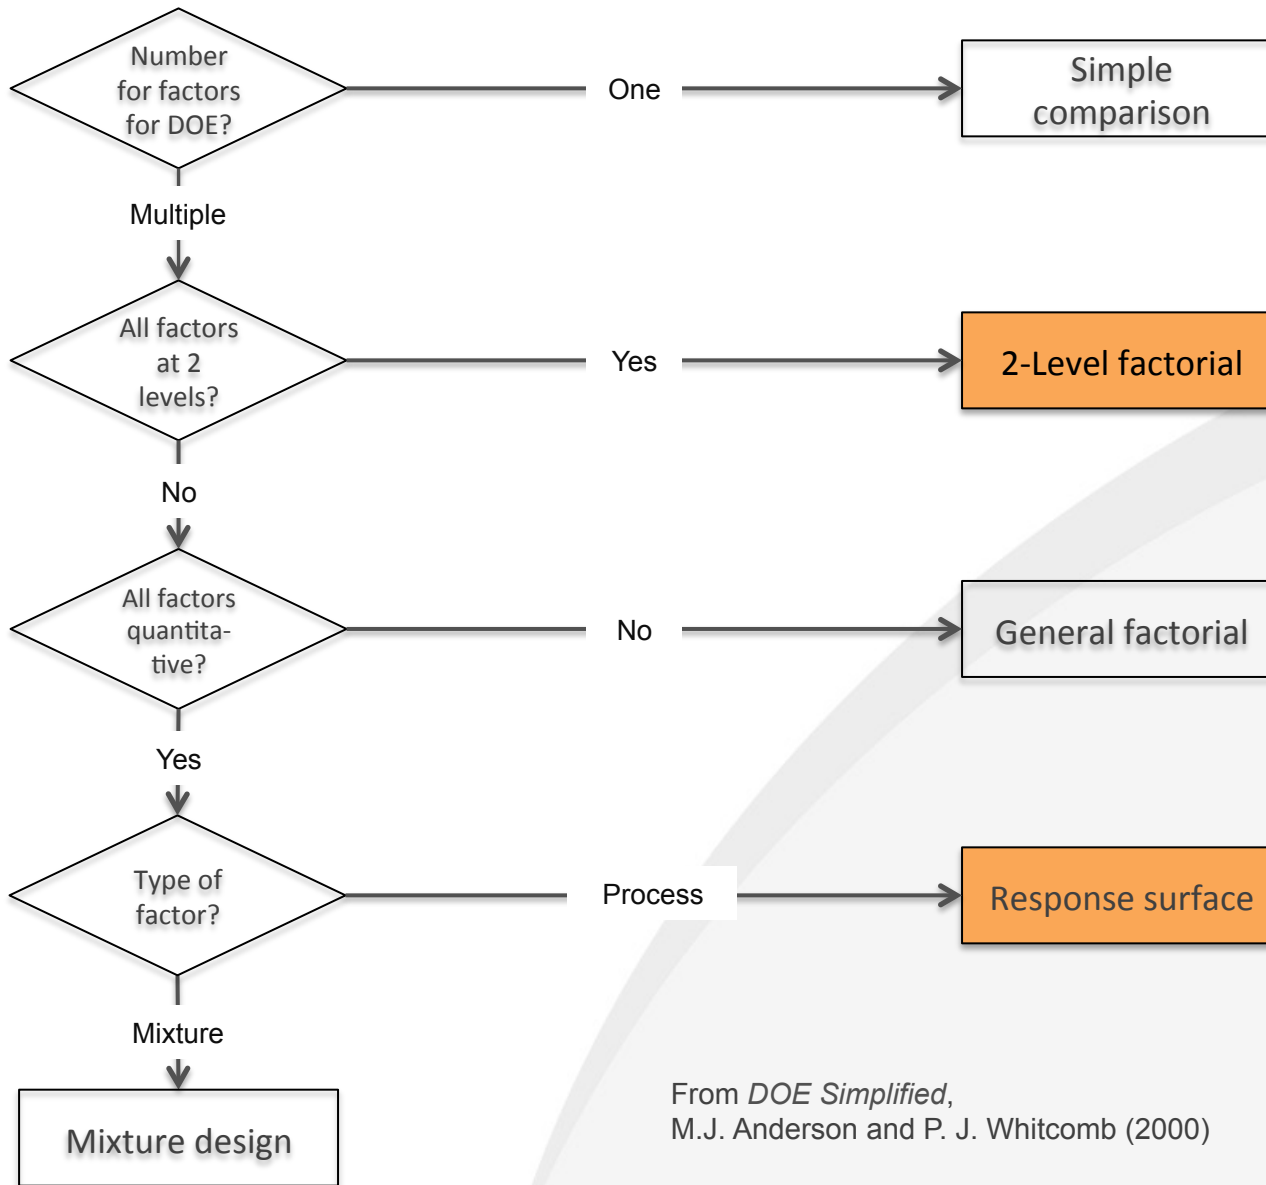 Number
for factors
for DOE?
One
Simple
comparison
Multiple
All factors
at 2
levels?
Yes
2-Level factorial
No
All factors
quantita-
tive?
No
General factorial
Yes
Type of
factor?
Process
Response surface
Mixture
Mixture design
From DOE Simplified,
M.J. Anderson and P. J. Whitcomb (2000)